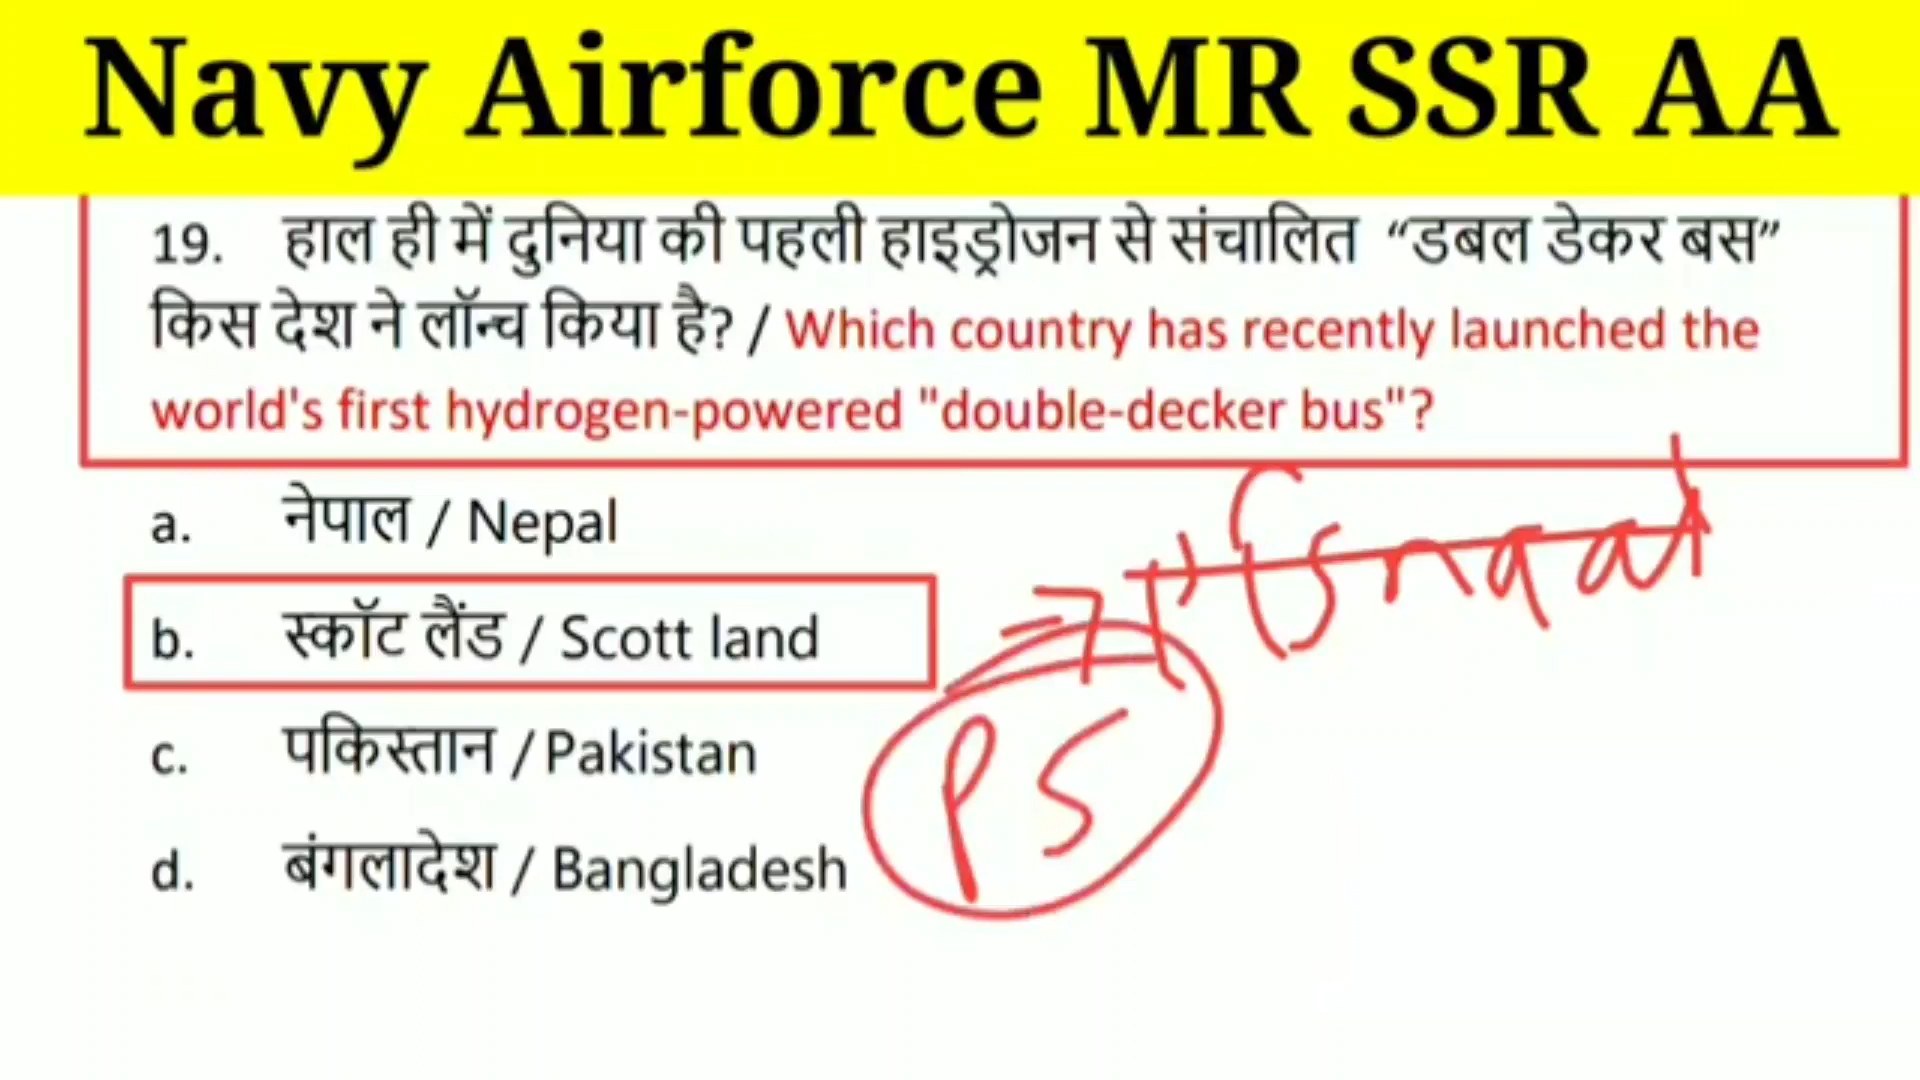 Navy Airforce MR SSR AA
19. हाल ही में दुनिया की पहली हाइड्रोजन से संचालित “डबल डेकर बस”
किस देश ने लॉन्च किया है? / Which country has recently launched the
world's first hydrogen-powered "double-decker bus"?
a. नेपाल / Nepal
b. स्कॉट लैंड / Scott land
c. पकिस्तान / Pakistan
d. बंगलादेश / Bangladesh
PS